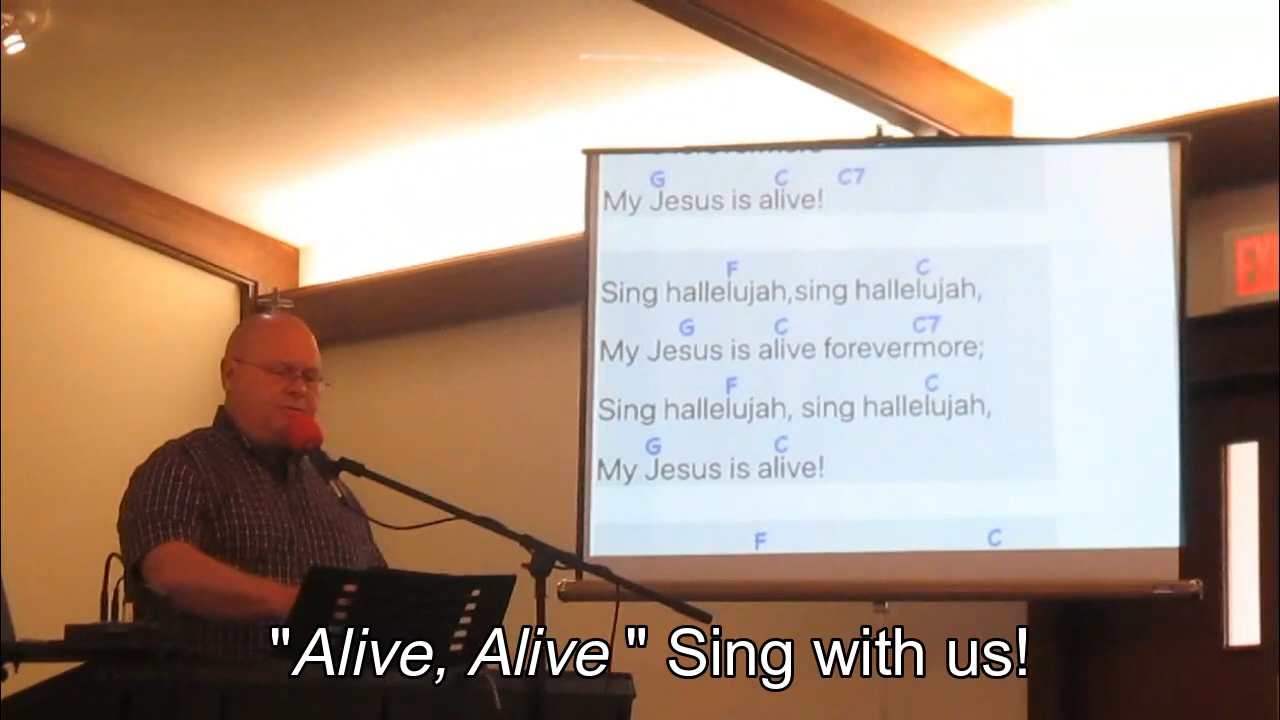 G C C7
My Jesus is alive!
F C
Sing hallelujah,sing hallelujah,
G C C7
My Jesus is alive forevermore;
F C
Sing hallelujah, sing hallelujah,
G C
My Jesus is alive!
F C
"Alive, Alive " Sing with us!